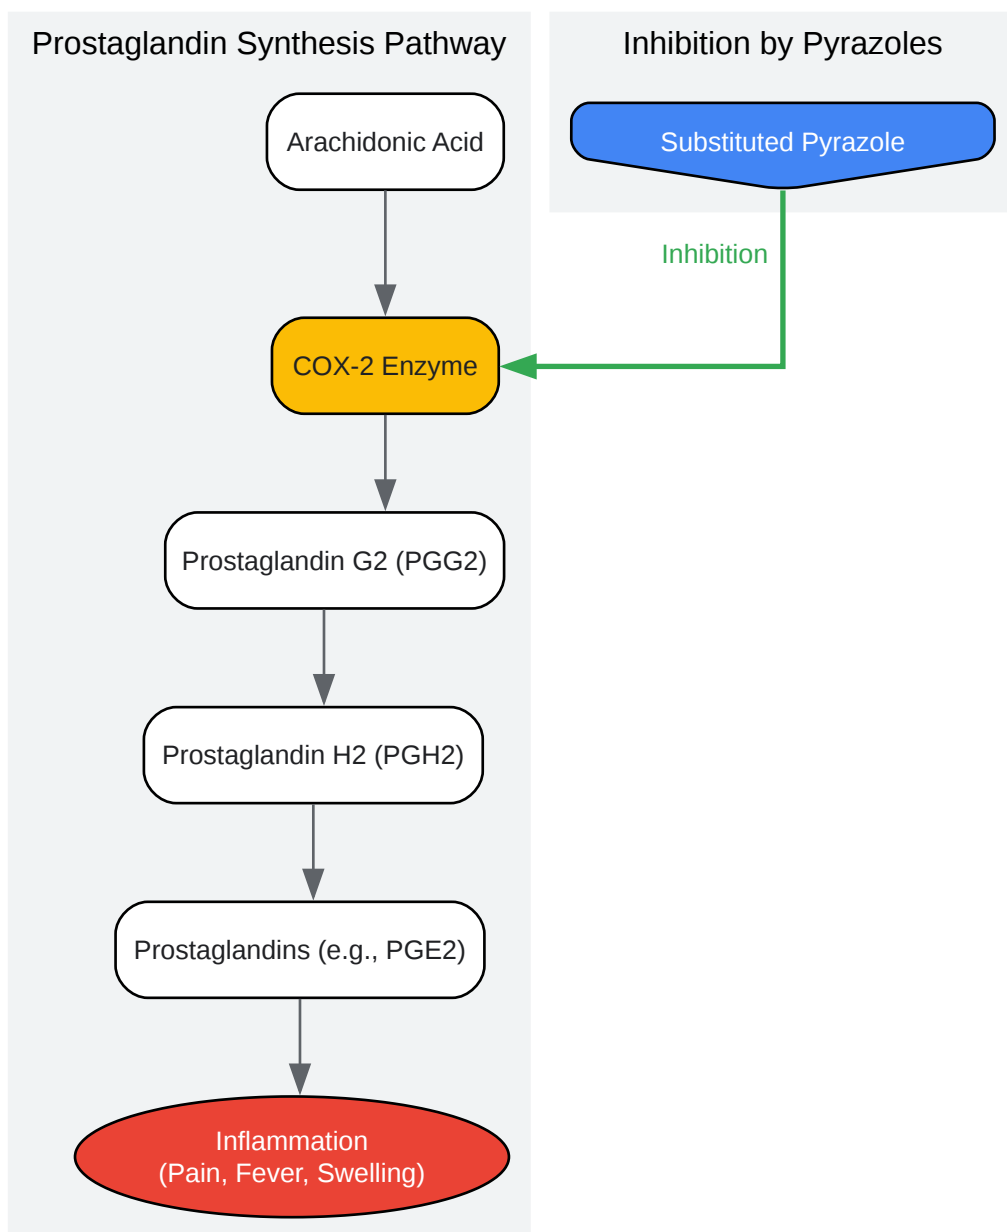 Prostaglandin Synthesis Pathway
Inhibition by Pyrazoles
Arachidonic Acid
Substituted Pyrazole
Inhibition
COX-2 Enzyme
Prostaglandin G2 (PGG2)
Prostaglandin H2 (PGH2)
Prostaglandins (e.g., PGE2)
Inflammation
(Pain, Fever, Swelling)